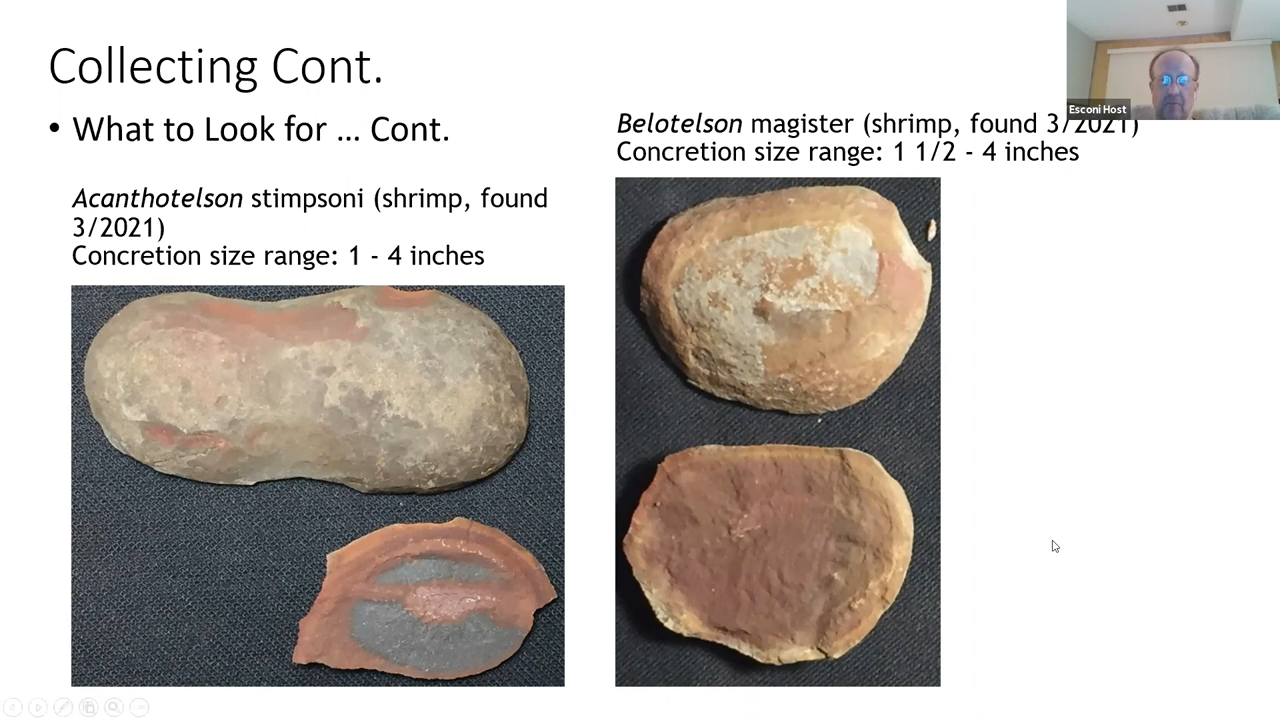 Collecting Cont.
• What to Look for ... Cont.
Acanthotelson stimpsoni (shrimp, found
3/2021)
Concretion size range: 1 - 4 inches
Belotelson magister (shrimp, found 3/2021)
Concretion size range: 1 1/2 - 4 inches
Esconi Host